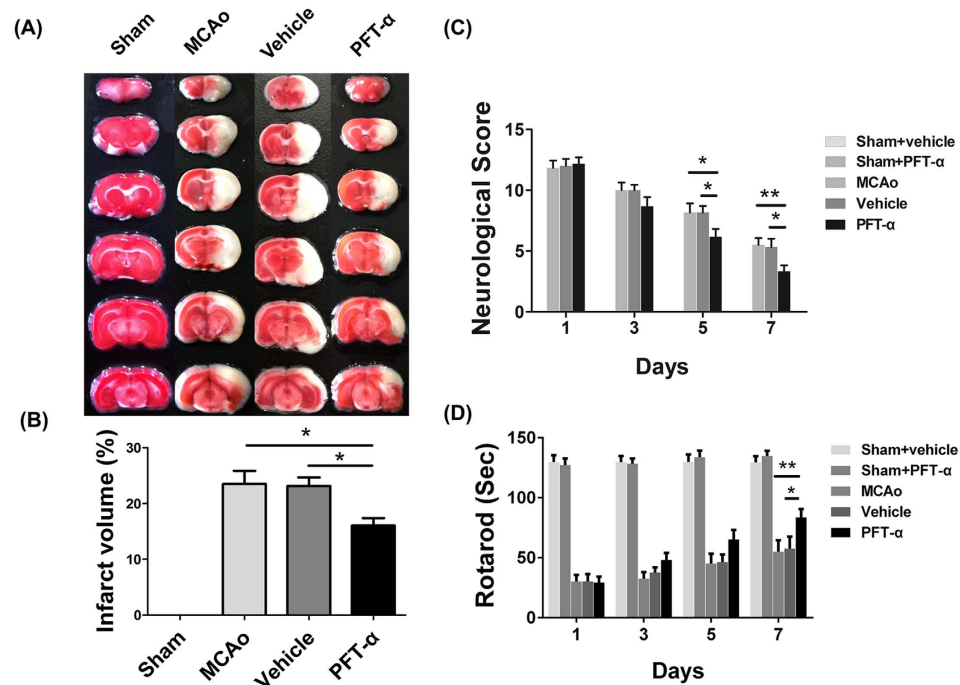 (A)
Sham
MCAo
Vehicle
PFT-α
(B)
Infarct volume (%)
30
20
10
0
*
*
Sham
MCAo
Vehicle
PFT-α
(C)
Neurological Score
15
10
5
0
*
*
**
*
1 3 5 7
Days
Sham+vehicle
Sham+PFT-α
MCAo
Vehicle
PFT-α
(D)
Rotarod (Sec)
150
100
50
0
**
*
1 3 5 7
Days
Sham+vehicle
Sham+PFT-α
MCAo
Vehicle
PFT-α